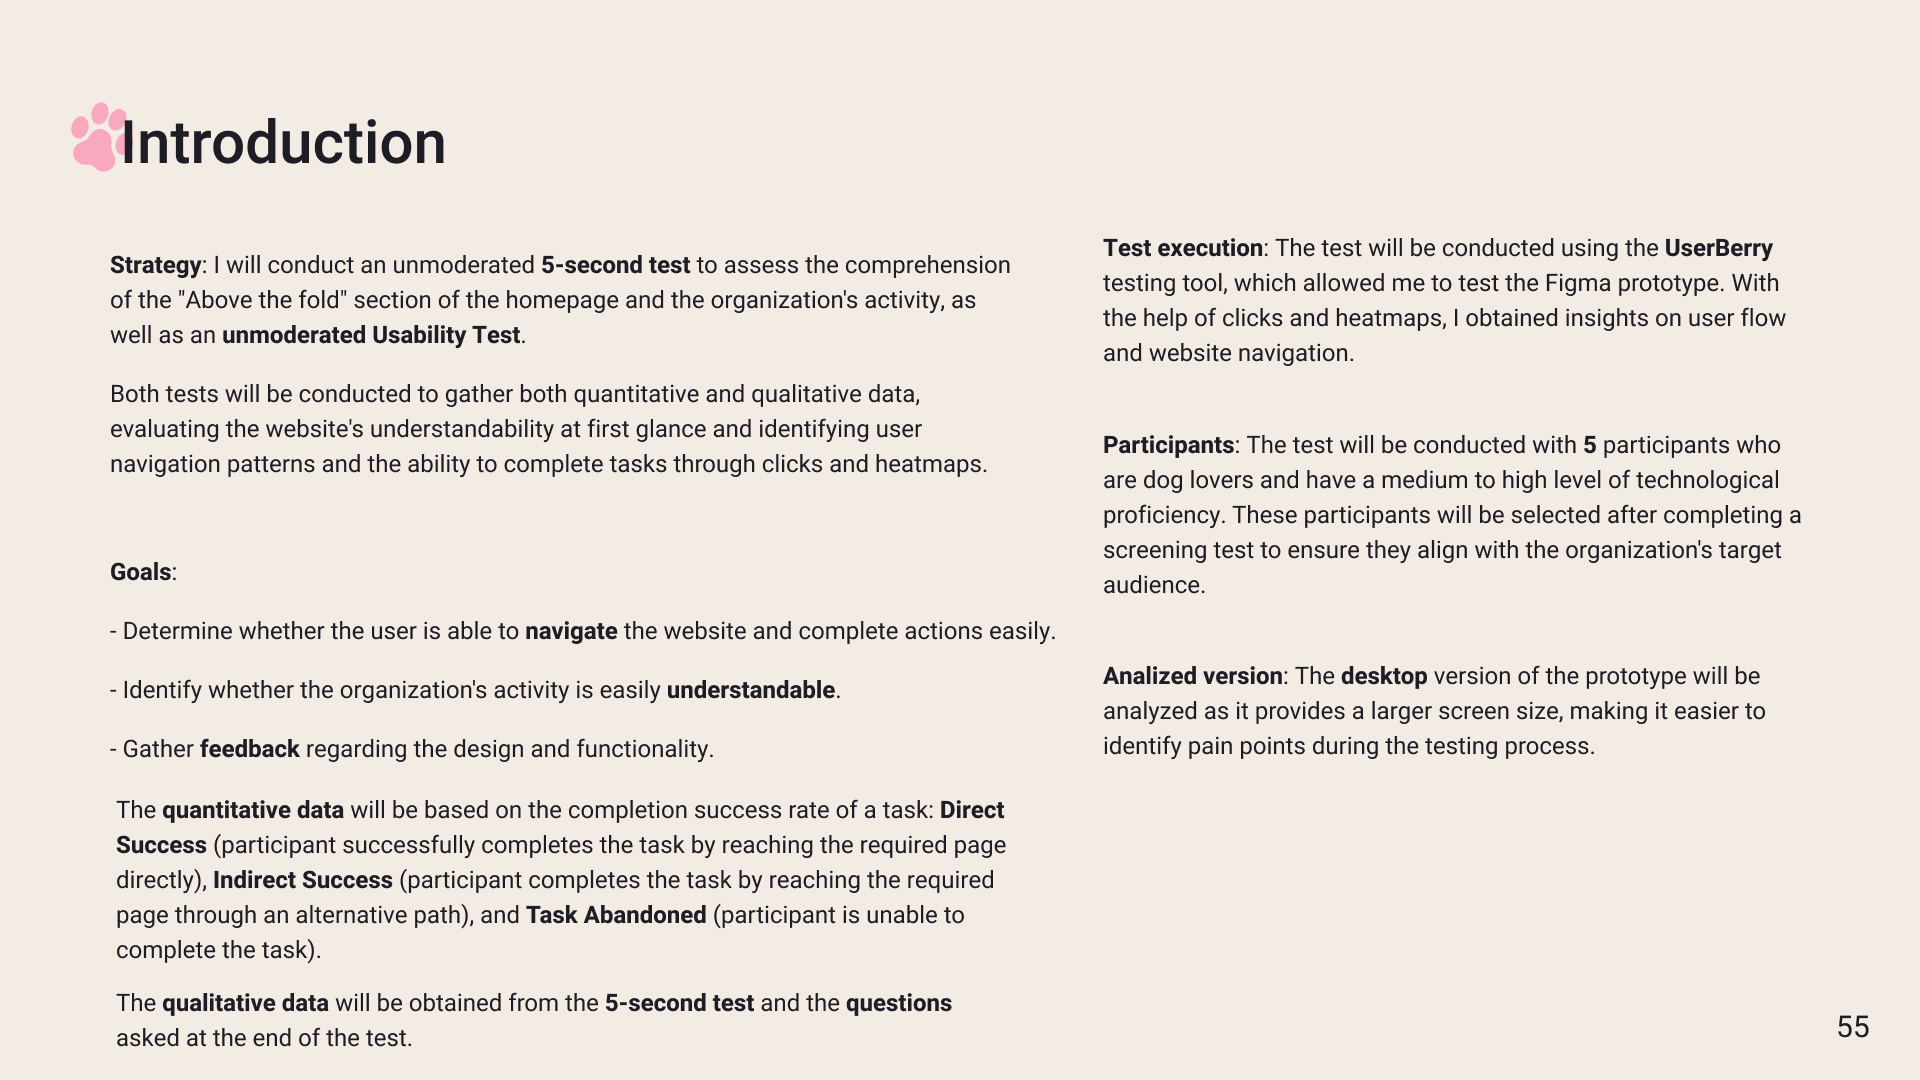 Introduction
Strategy: I will conduct an unmoderated 5-second test to assess the comprehension
of the "Above the fold" section of the homepage and the organization's activity, as
well as an unmoderated Usability Test.
Both tests will be conducted to gather both quantitative and qualitative data,
evaluating the website's understandability at first glance and identifying user
navigation patterns and the ability to complete tasks through clicks and heatmaps.
Goals:
- Determine whether the user is able to navigate the website and complete actions easily.
- Identify whether the organization's activity is easily understandable.
- Gather feedback regarding the design and functionality.
The quantitative data will be based on the completion success rate of a task: Direct
Success (participant successfully completes the task by reaching the required page
directly), Indirect Success (participant completes the task by reaching the required
page through an alternative path), and Task Abandoned (participant is unable to
complete the task).
The qualitative data will be obtained from the 5-second test and the questions
asked at the end of the test.
Test execution: The test will be conducted using the UserBerry
testing tool, which allowed me to test the Figma prototype. With
the help of clicks and heatmaps, I obtained insights on user flow
and website navigation.
Participants: The test will be conducted with 5 participants who
are dog lovers and have a medium to high level of technological
proficiency. These participants will be selected after completing a
screening test to ensure they align with the organization's target
audience.
Analized version: The desktop version of the prototype will be
analyzed as it provides a larger screen size, making it easier to
identify pain points during the testing process.
55